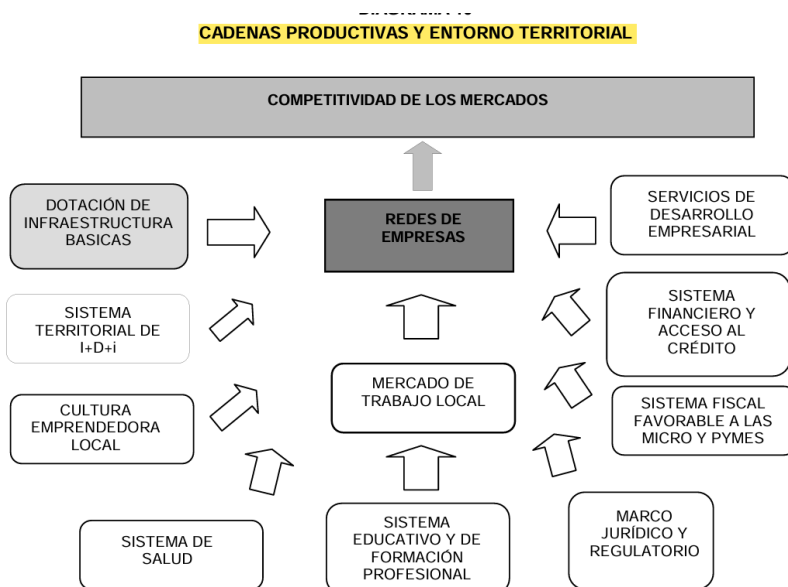 CADENAS PRODUCTIVAS Y ENTORNO TERRITORIAL
COMPETITIVIDAD DE LOS MERCADOS
DOTACIÓN DE
INFRAESTRUCTURA
BASICAS
REDES DE
EMPRESAS
SERVICIOS DE
DESARROLLO
EMPRESARIAL
SISTEMA
TERRITORIAL DE
I+D+i
SISTEMA
FINANCIERO Y
ACCESO AL
CRÉDITO
MERCADO DE
TRABAJO LOCAL
CULTURA
EMPRENDEDORA
LOCAL
SISTEMA FISCAL
FAVORABLE A LAS
MICRO Y PYMES
SISTEMA DE
SALUD
SISTEMA
EDUCATIVO Y DE
FORMACIÓN
PROFESIONAL
MARCO
JURÍDICO Y
REGULATORIO